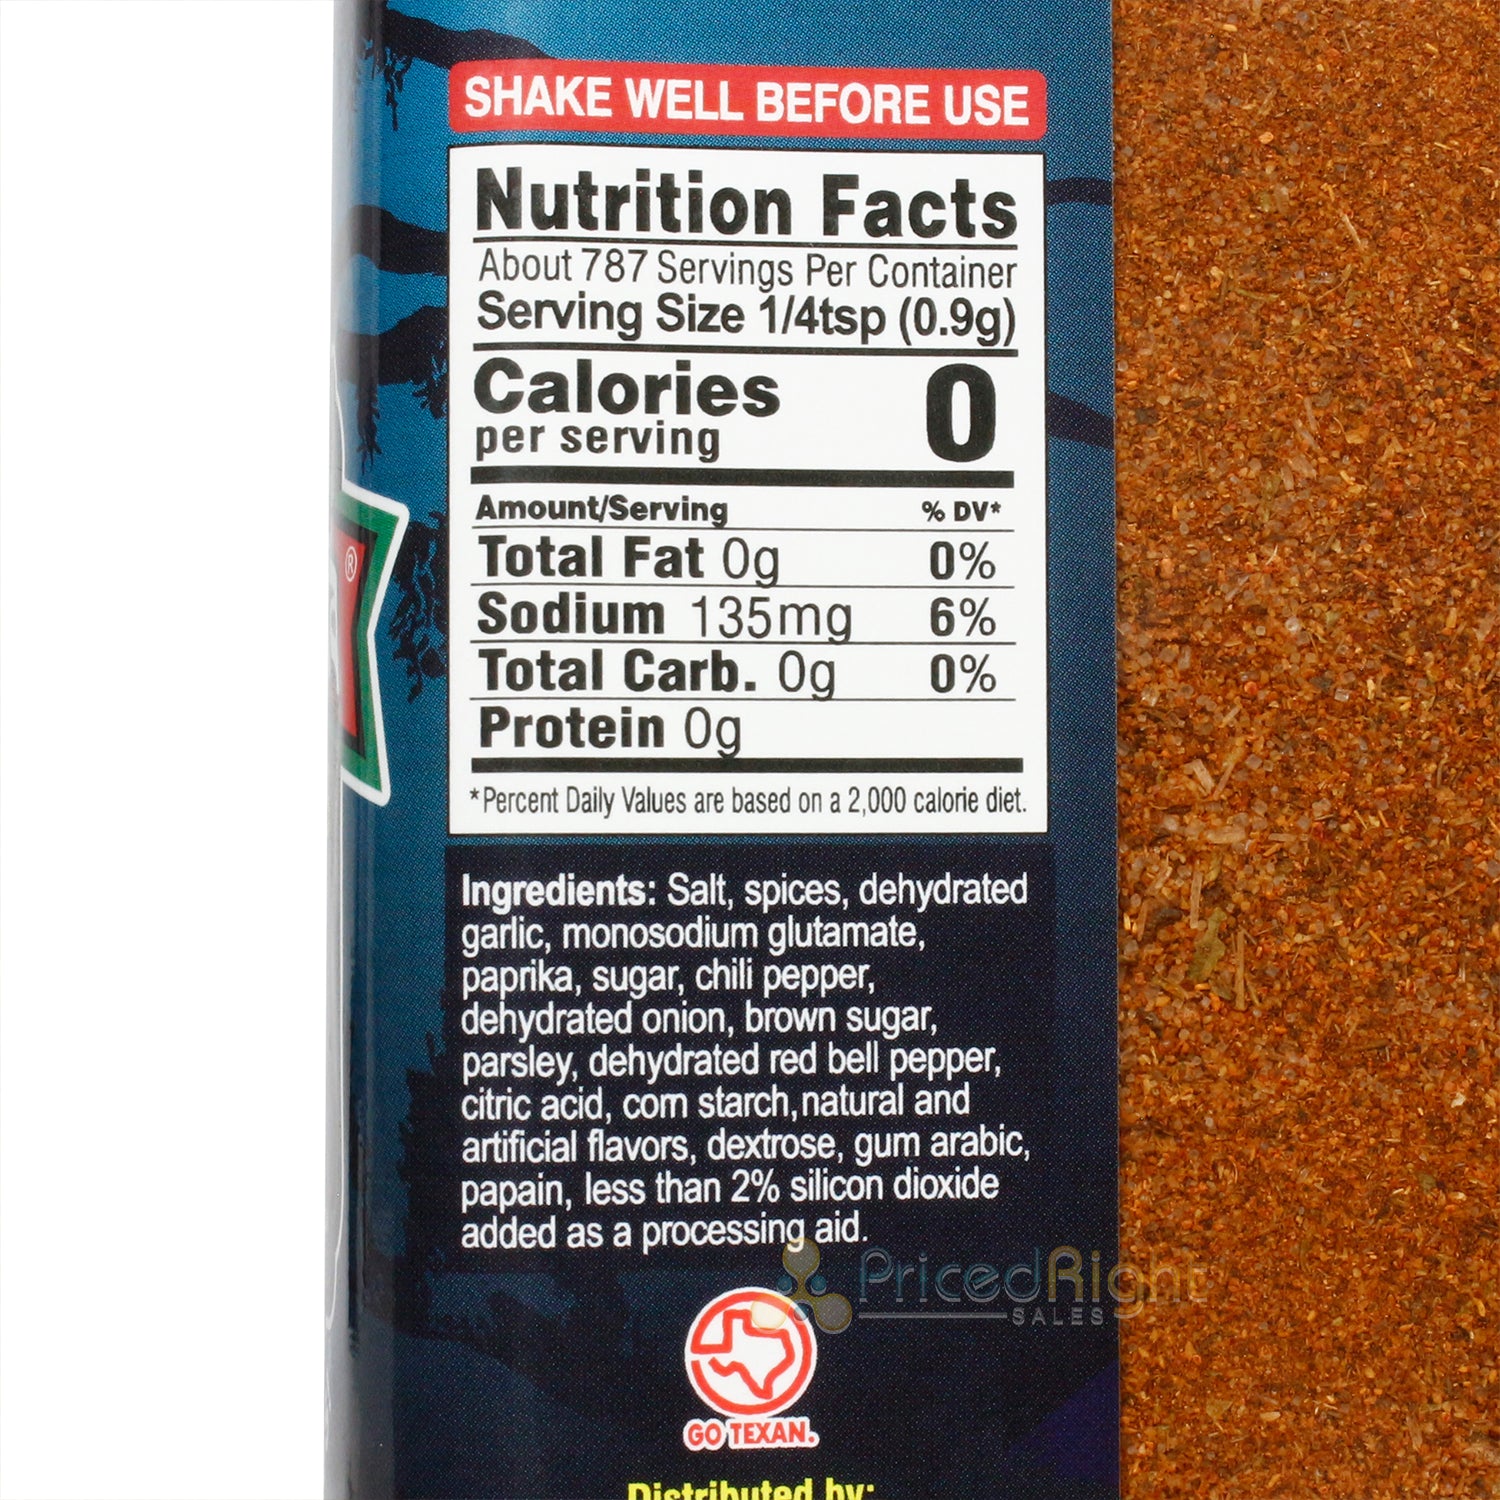 SHAKE WELL BEFORE USE
Nutrition Facts
About 787 Servings Per Container
Serving Size 1/4tsp (0.9g)
Calories 0
per serving
Amount/Serving % DV*
Total Fat 0g 0%
Sodium 135mg 6%
Total Carb. 0g 0%
Protein 0g
*Percent Daily Values are based on a 2,000 calorie diet.
®
Ingredients: Salt, spices, dehydrated
garlic, monosodium glutamate,
paprika, sugar, chili pepper,
dehydrated onion, brown sugar,
parsley, dehydrated red bell pepper,
citric acid, corn starch, natural and
artificial flavors, dextrose, gum arabic,
papain, less than 2% silicon dioxide
added as a processing aid.
PricedRight
SALES
GO TEXAN.
Distributed by: